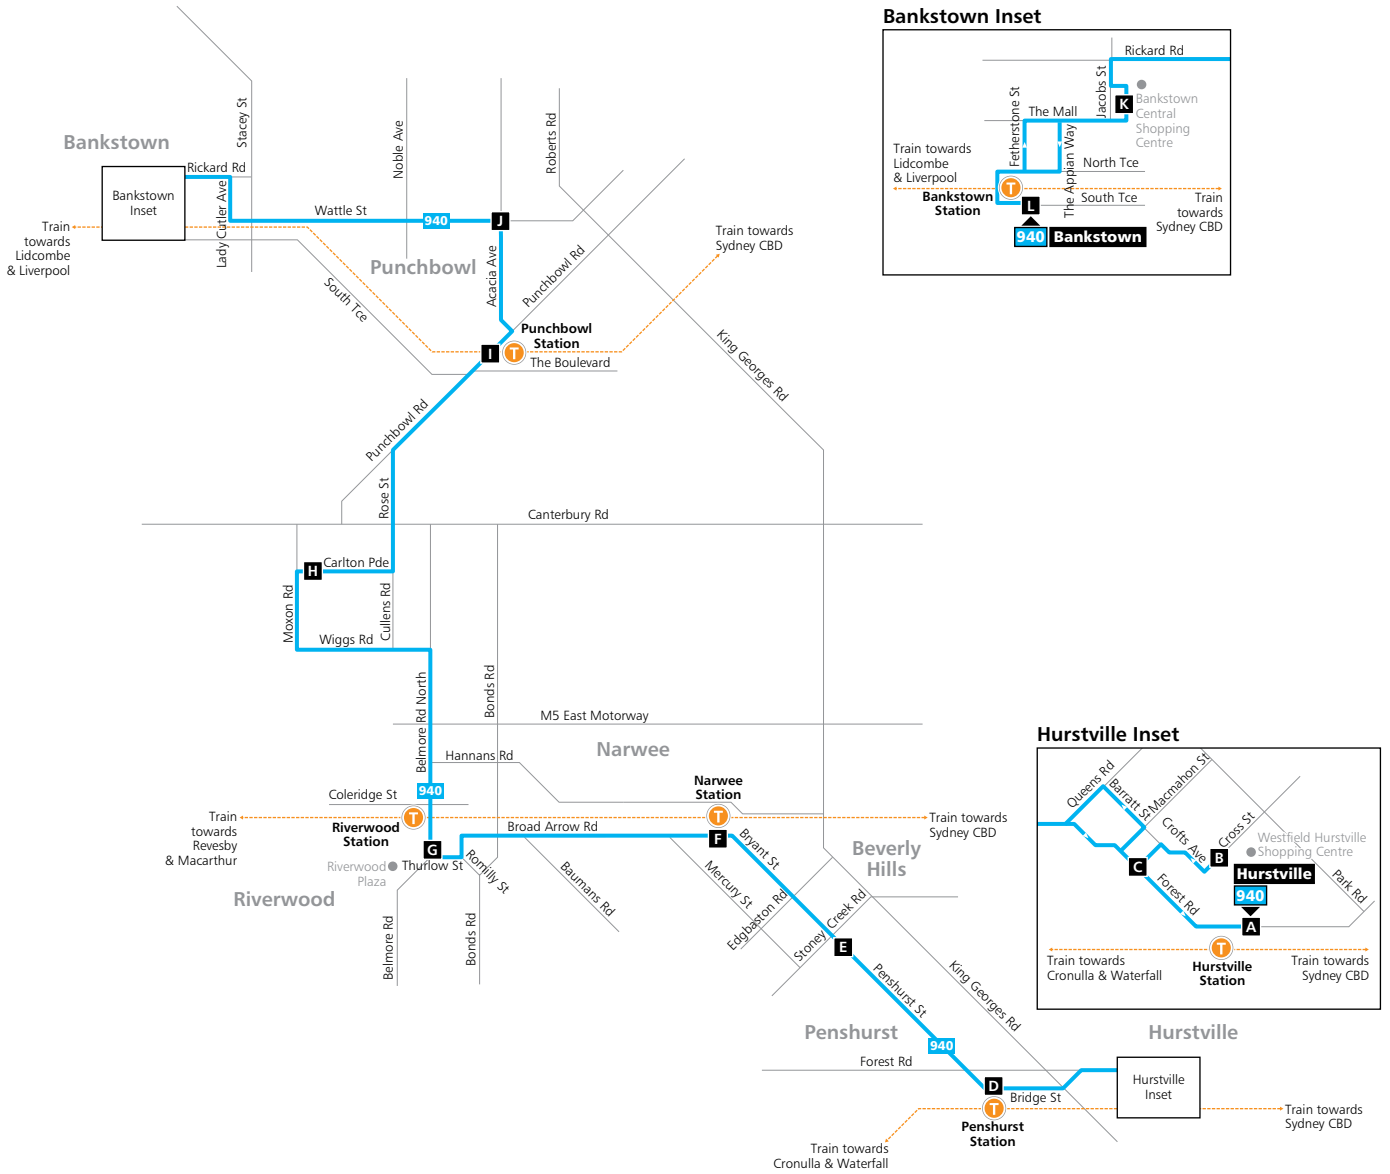 Bankstown Inset
Rickard Rd
Jacobs St
K
Bankstown
Central
Shopping
Centre
The Mall
Fetherstone St
The Appian Way
Train towards
Lidcombe
& Liverpool
North Tce
T
Bankstown
Station
L
South Tce
Train
towards
Sydney CBD
940
Bankstown
Stacey St
Bankstown
Rickard Rd
Bankstown
Inset
Lady Cutler Ave
Wattle St
940
J
Noble Ave
Roberts Rd
Train
towards
Lidcombe
& Liverpool
Punchbowl
Acacia Ave
Punchbowl Rd
Train towards
Sydney CBD
South Tce
Punchbowl
Station
I
T
The Boulevard
King Georges Rd
Punchbowl Rd
Rose St
Canterbury Rd
H
Carlton Pde
Moxon Rd
Cullens Rd
Wiggs Rd
Belmore Rd North
Bonds Rd
M5 East Motorway
Narwee
Hannans Rd
940
Coleridge St
Narwee
Station
Train
towards
Revesby
& Macarthur
T
Riverwood
Station
T
Train towards
Sydney CBD
Broad Arrow Rd
F
G
Bryant St
Riverwood
Plaza
Thurlow St
Romilly St
Beverly
Hills
Riverwood
Baumans Rd
Mercury St
Edgbaston Rd
Stoney Creek Rd
Belmore Rd
Bonds Rd
E
Penshurst St
King Georges Rd
Penshurst
940
Forest Rd
D
Bridge St
T
Penshurst
Station
Train towards
Cronulla & Waterfall
Hurstville
Hurstville
Inset
Train towards
Sydney CBD
Hurstville Inset
Queens Rd
Barratt St
Macmahon St
Crofts Ave
Cross St
B
Westfield Hurstville
Shopping Centre
C
Hurstville
Forest Rd
940
Park Rd
A
T
Train towards
Cronulla & Waterfall
Hurstville
Station
Train towards
Sydney CBD